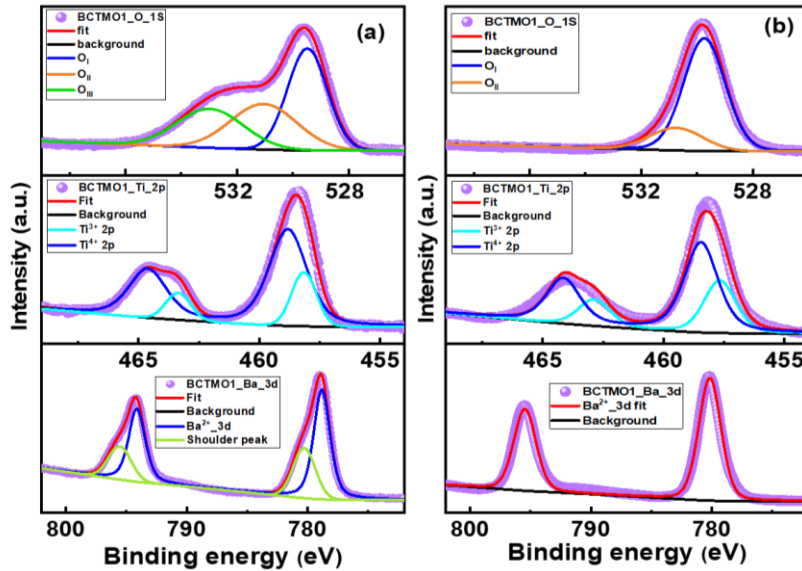 BCTMO1_O_1S
fit
background
O_I
O_II
O_III
(a)
532 528
BCTMO1_Ti_2p
Fit
Background
Ti³⁺ 2p
Ti⁴⁺ 2p
465 460 455
BCTMO1_Ba_3d
Fit
Background
Ba²⁺_3d
Shoulder peak
800 790 780
Binding energy (eV)
Intensity (a.u.)
BCTMO1_O_1S
fit
background
O_I
O_II
(b)
532 528
BCTMO1_Ti_2p
Fit
Background
Ti³⁺ 2p
Ti⁴⁺ 2p
465 460 455
BCTMO1_Ba_3d
Ba²⁺_3d fit
Background
800 790 780
Binding energy (eV)
Intensity (a.u.)